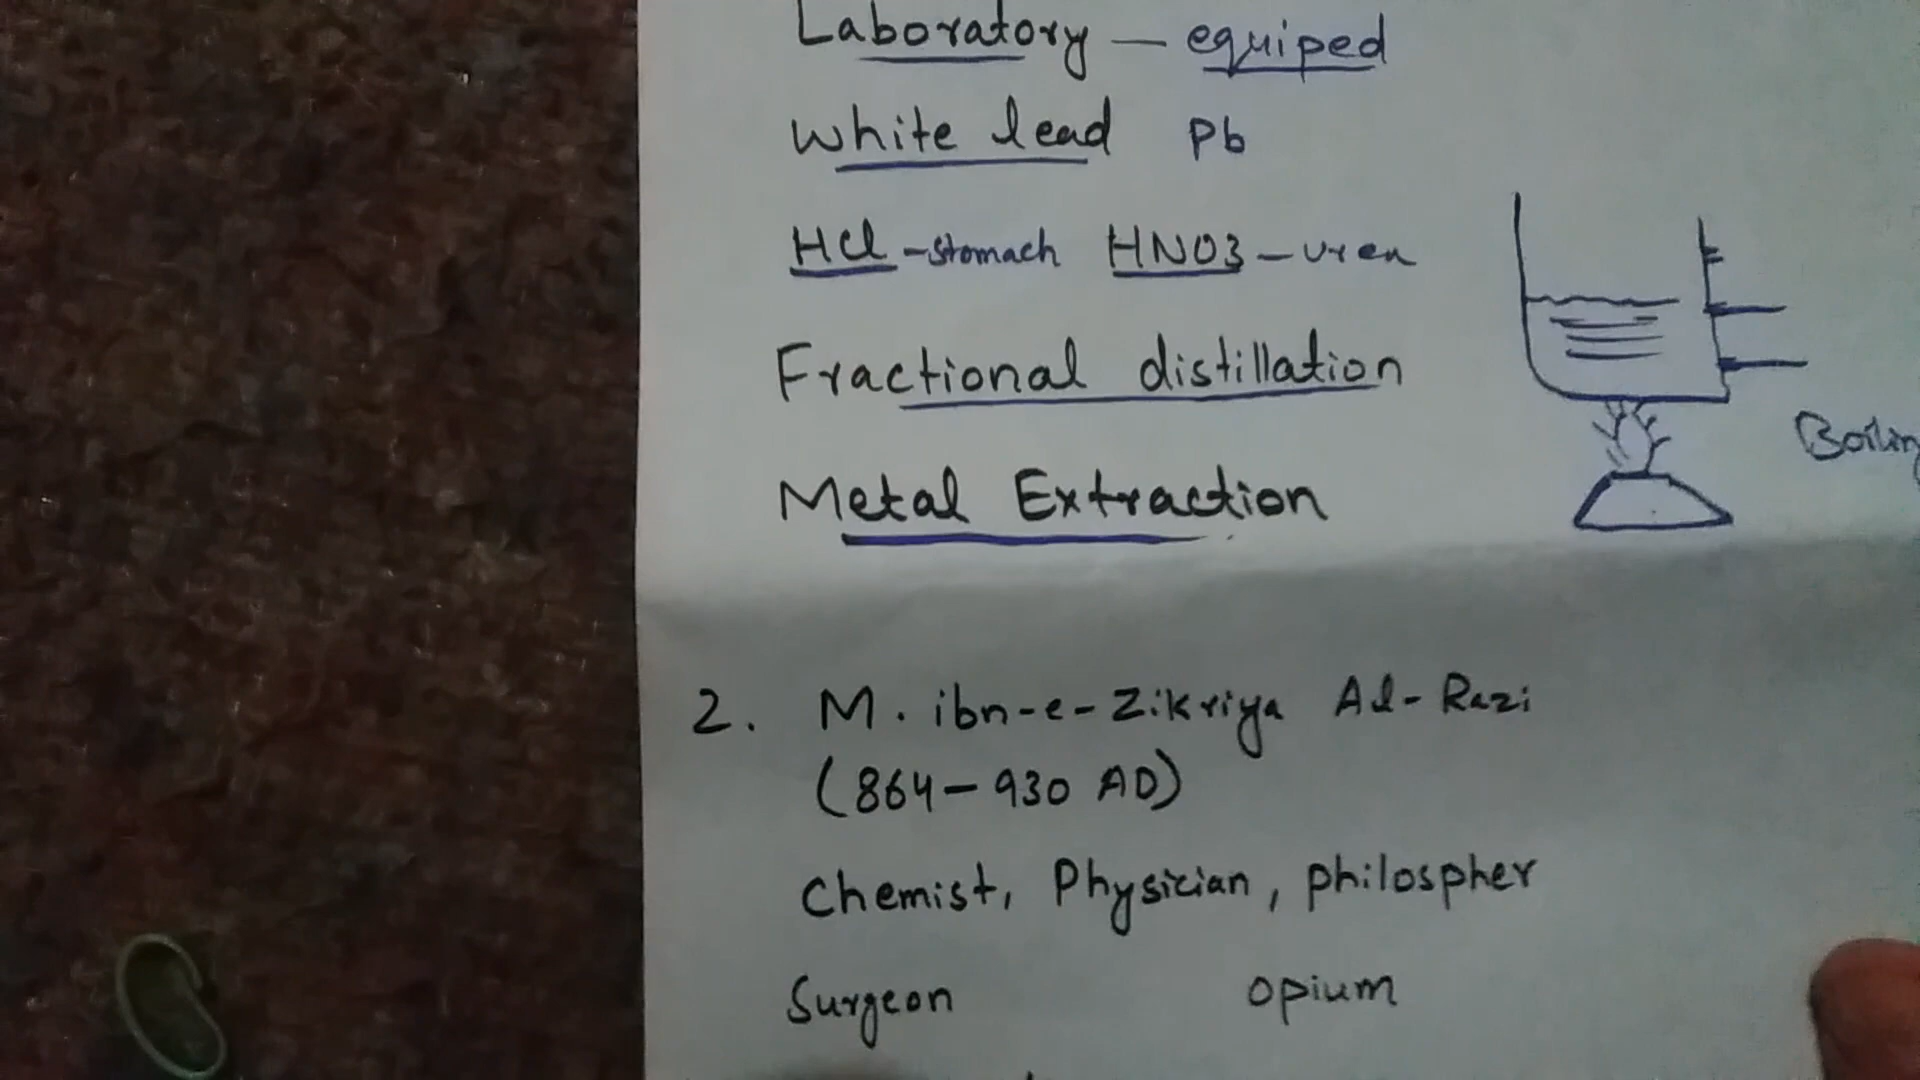 Laboratory — equiped
White lead Pb
HCl - stomach HNO3 - uren
Fractional distillation
Boilin
Metal Extraction
2. M. ibn-e-Zikriya Al-Razi
(864-930 AD)
Chemist, Physician, philospher
Surgeon opium